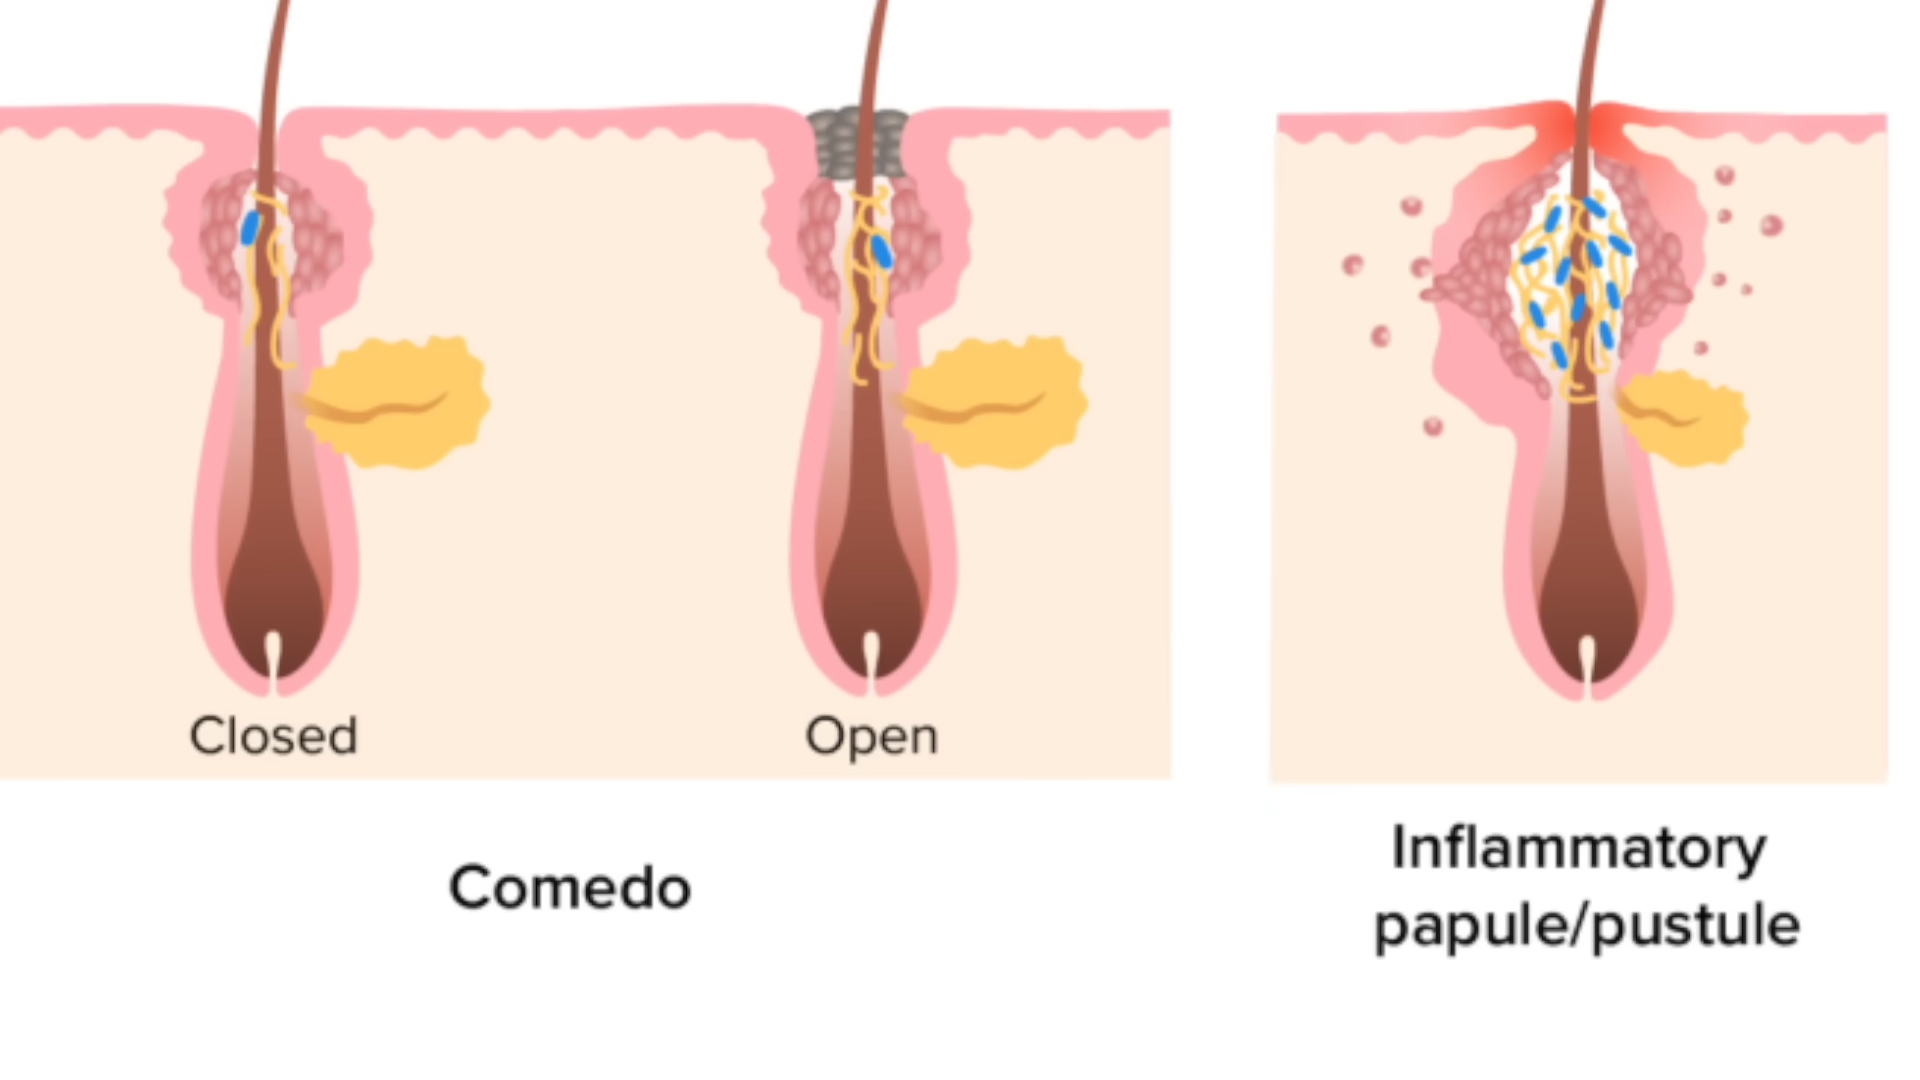 Closed
Open
Comedo
Inflammatory
papule/pustule